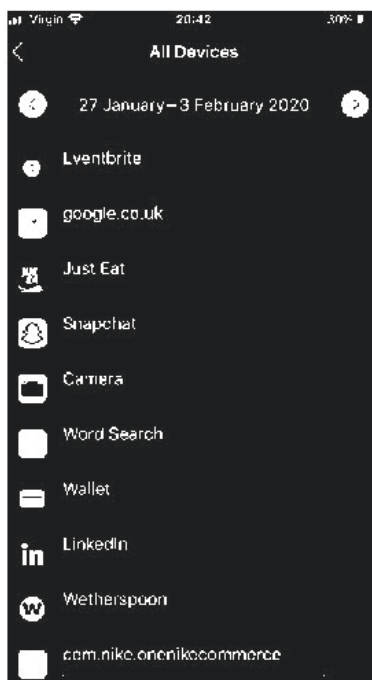 Virgin 20:42 30%
All Devices
27 January–3 February 2020
Eventbrite
google.co.uk
Just Eat
Snapchat
Camera
Word Search
Wallet
in LinkedIn
W Wetherspoon
com.nike.onenikecommerce